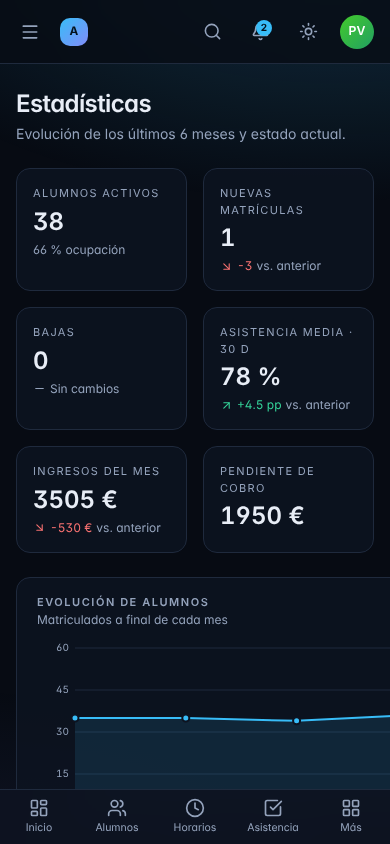 A
2
PV
Estadísticas
Evolución de los últimos 6 meses y estado actual.
ALUMNOS ACTIVOS
38
66 % ocupación
NUEVAS
MATRÍCULAS
1
↘ -3 vs. anterior
BAJAS
0
— Sin cambios
ASISTENCIA MEDIA ·
30 D
78 %
↗ +4.5 pp vs. anterior
INGRESOS DEL MES
3505 €
↘ -530 € vs. anterior
PENDIENTE DE
COBRO
1950 €
EVOLUCIÓN DE ALUMNOS
Matriculados a final de cada mes
60
45
30
15
Inicio
Alumnos
Horarios
Asistencia
Más